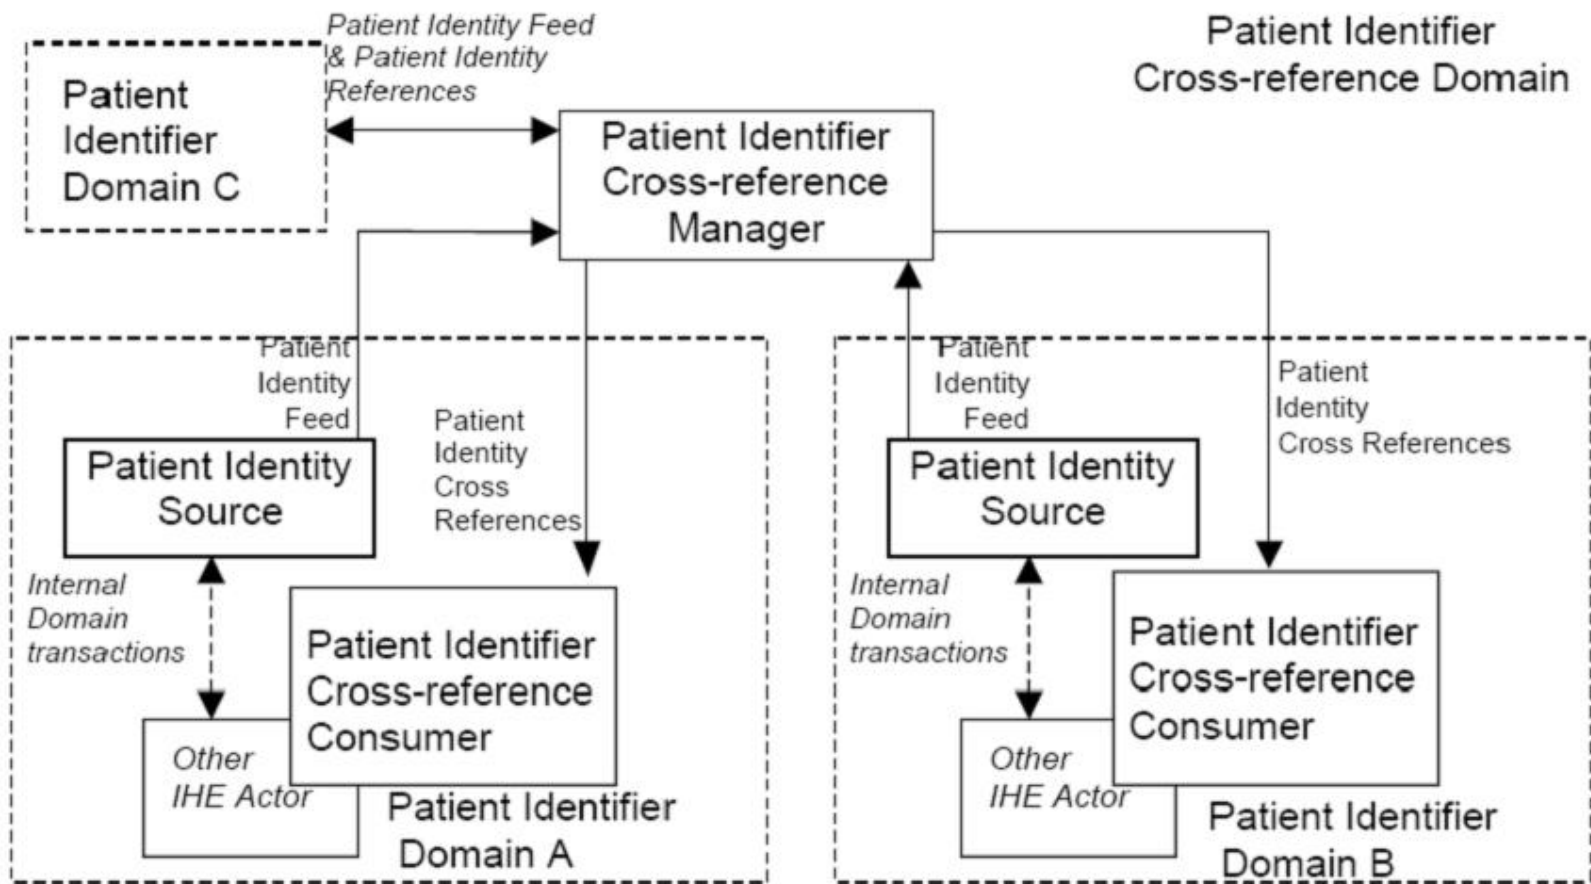 Patient Identity Feed
& Patient Identity
References
Patient Identifier
Cross-reference Domain
Patient
Identifier
Domain C
Patient Identifier
Cross-reference
Manager
Patient
Identity
Feed
Patient
Identity
Cross
References
Patient Identity
Source
Internal
Domain
transactions
Patient Identifier
Cross-reference
Consumer
Other
IHE Actor
Patient Identifier
Domain A
Patient
Identity
Feed
Patient
Identity
Cross References
Patient Identity
Source
Internal
Domain
transactions
Patient Identifier
Cross-reference
Consumer
Other
IHE Actor
Patient Identifier
Domain B